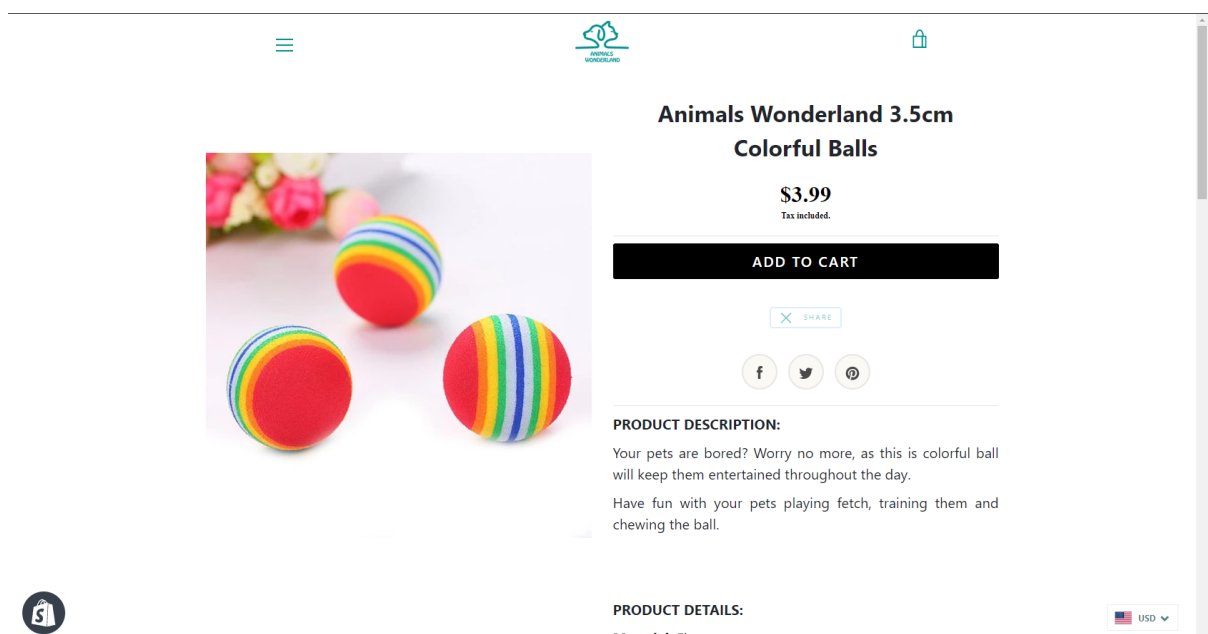 ANIMALS
WONDERLAND
Animals Wonderland 3.5cm
Colorful Balls
$3.99
Tax included.
ADD TO CART
SHARE
PRODUCT DESCRIPTION:
Your pets are bored? Worry no more, as this is colorful ball
will keep them entertained throughout the day.
Have fun with your pets playing fetch, training them and
chewing the ball.
PRODUCT DETAILS:
USD